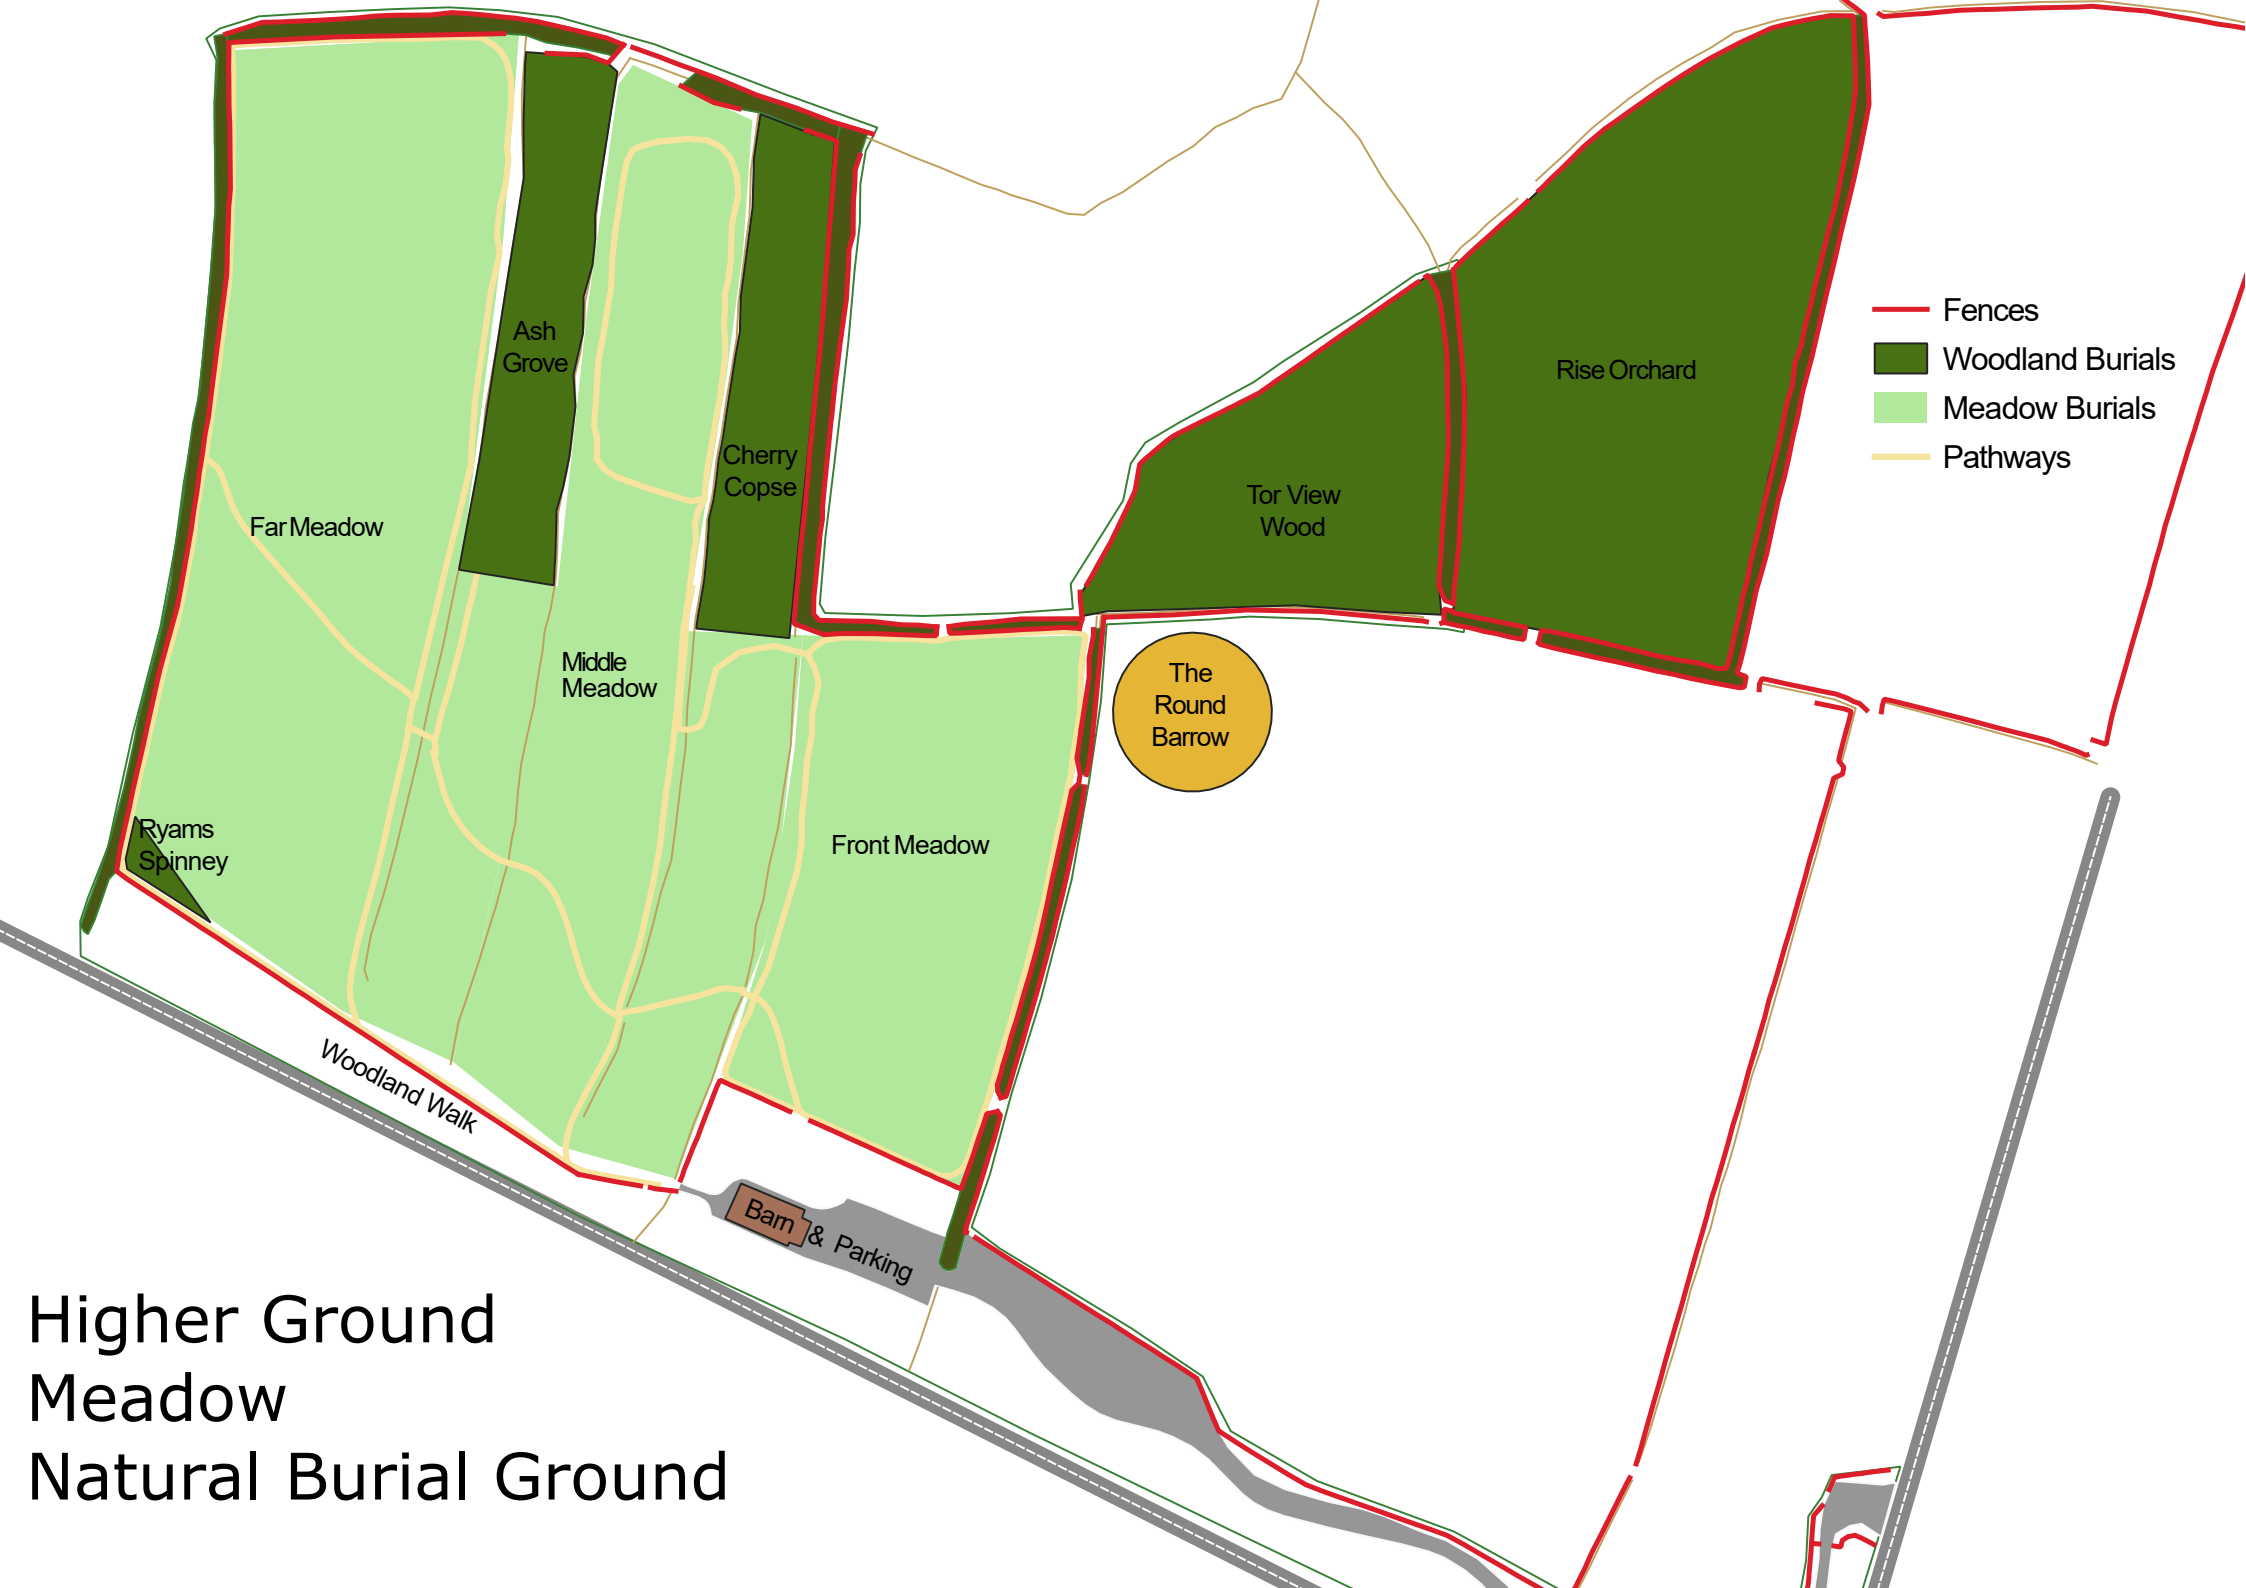 Ash
Grove
Cherry
Copse
Far Meadow
Tor View
Wood
Rise Orchard
Fences
Woodland Burials
Meadow Burials
Pathways
Middle
Meadow
The
Round
Barrow
Ryams
Spinney
Front Meadow
Woodland Walk
Barn & Parking
Higher Ground
Meadow
Natural Burial Ground